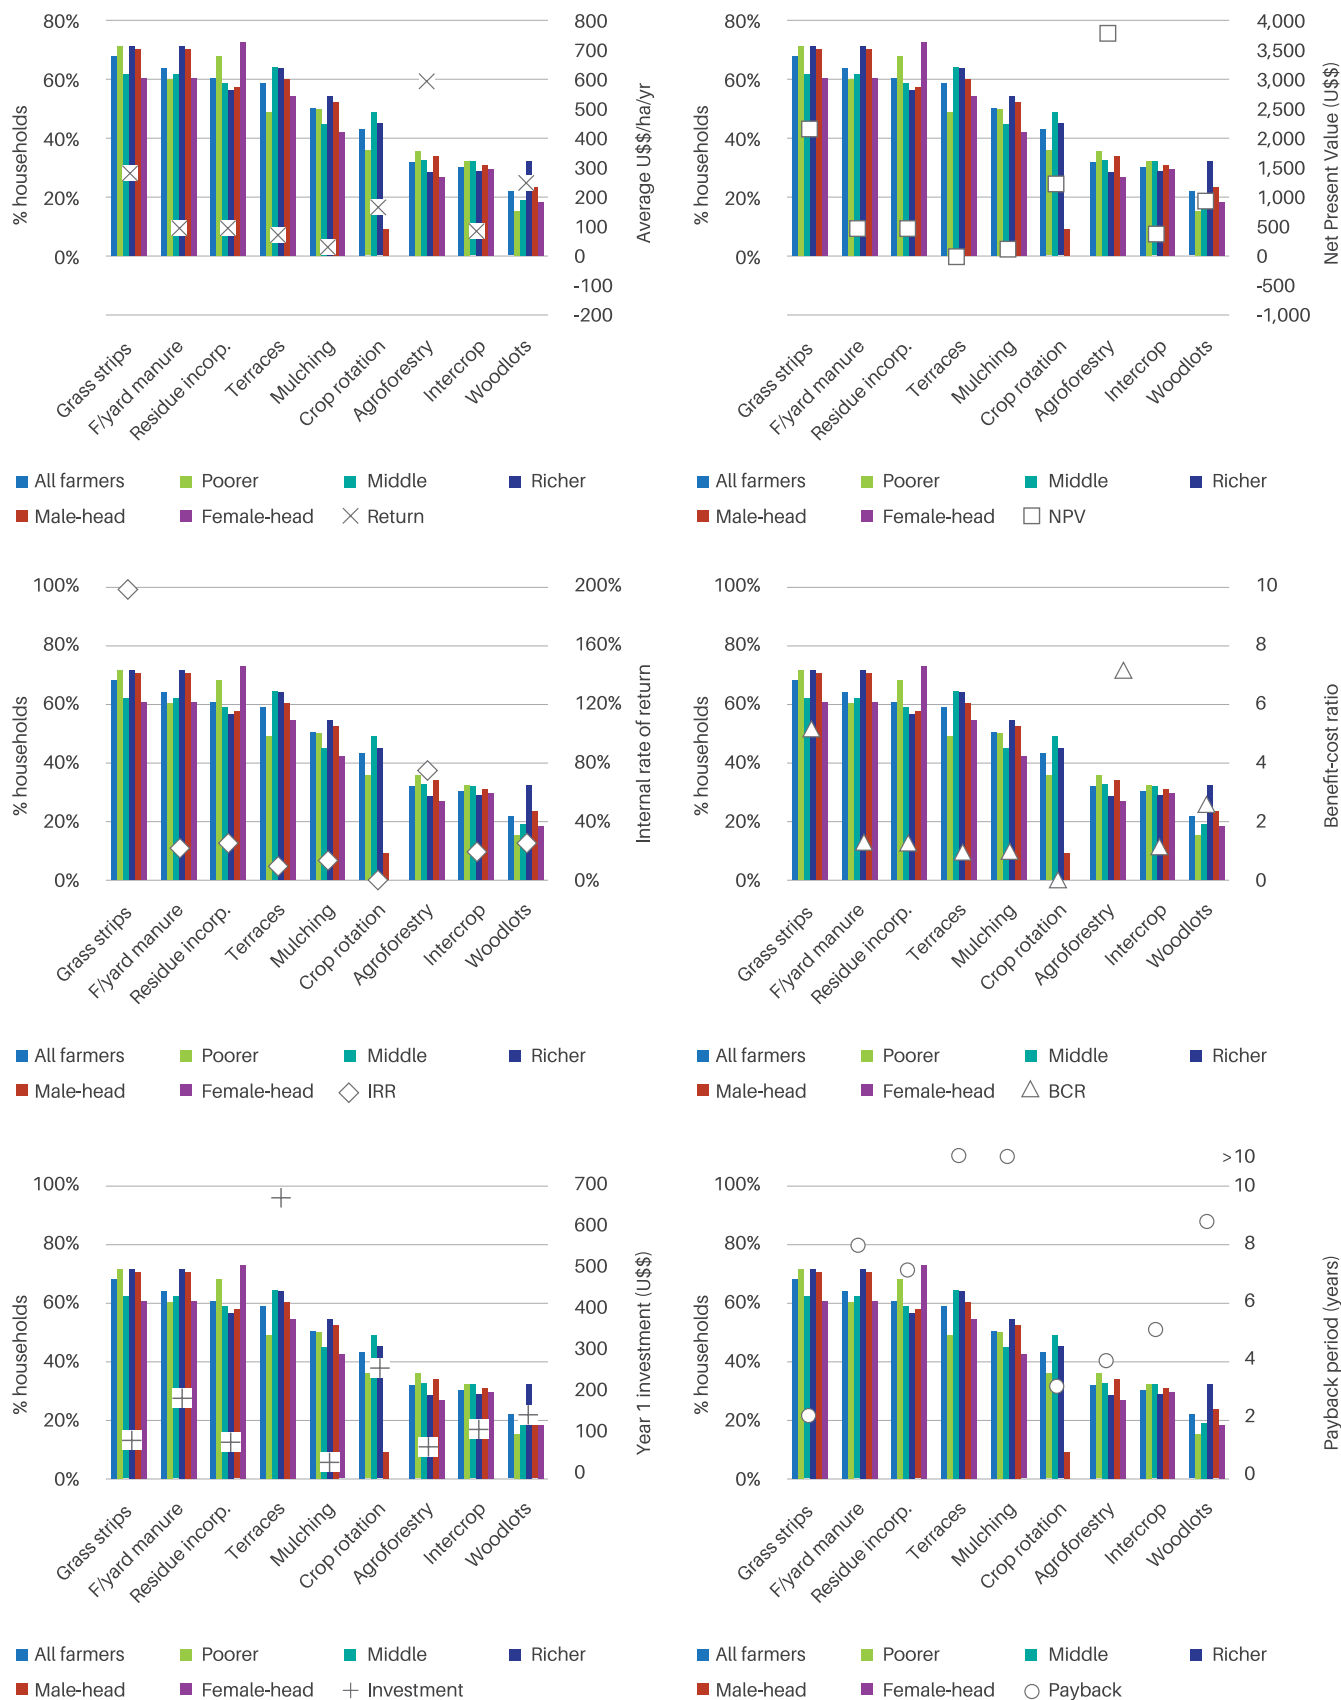 80%
60%
40%
20%
0%
% households
800
700
600
500
400
300
200
100
0
-100
-200
Average U$$/ha/yr
Grass strips
F/yard manure
Residue incorp.
Terraces
Mulching
Crop rotation
Agroforestry
Intercrop
Woodlots
All farmers Poorer Middle Richer
Male-head Female-head Return
80%
60%
40%
20%
0%
% households
4,000
3,500
3,000
2,500
2,000
1,500
1,000
500
0
-500
-1,000
Net Present Value (U$$)
Grass strips
F/yard manure
Residue incorp.
Terraces
Mulching
Crop rotation
Agroforestry
Intercrop
Woodlots
All farmers Poorer Middle Richer
Male-head Female-head NPV
100%
80%
60%
40%
20%
0%
% households
200%
160%
120%
80%
40%
0%
Internal rate of return
Grass strips
F/yard manure
Residue incorp.
Terraces
Mulching
Crop rotation
Agroforestry
Intercrop
Woodlots
All farmers Poorer Middle Richer
Male-head Female-head IRR
100%
80%
60%
40%
20%
0%
% households
10
8
6
4
2
0
Benefit-cost ratio
Grass strips
F/yard manure
Residue incorp.
Terraces
Mulching
Crop rotation
Agroforestry
Intercrop
Woodlots
All farmers Poorer Middle Richer
Male-head Female-head BCR
100%
80%
60%
40%
20%
0%
% households
700
600
500
400
300
200
100
0
Year 1 investment (U$$)
Grass strips
F/yard manure
Residue incorp.
Terraces
Mulching
Crop rotation
Agroforestry
Intercrop
Woodlots
All farmers Poorer Middle Richer
Male-head Female-head Investment
100%
80%
60%
40%
20%
0%
% households
>10
10
8
6
4
2
0
Payback period (years)
Grass strips
F/yard manure
Residue incorp.
Terraces
Mulching
Crop rotation
Agroforestry
Intercrop
Woodlots
All farmers Poorer Middle Richer
Male-head Female-head Payback